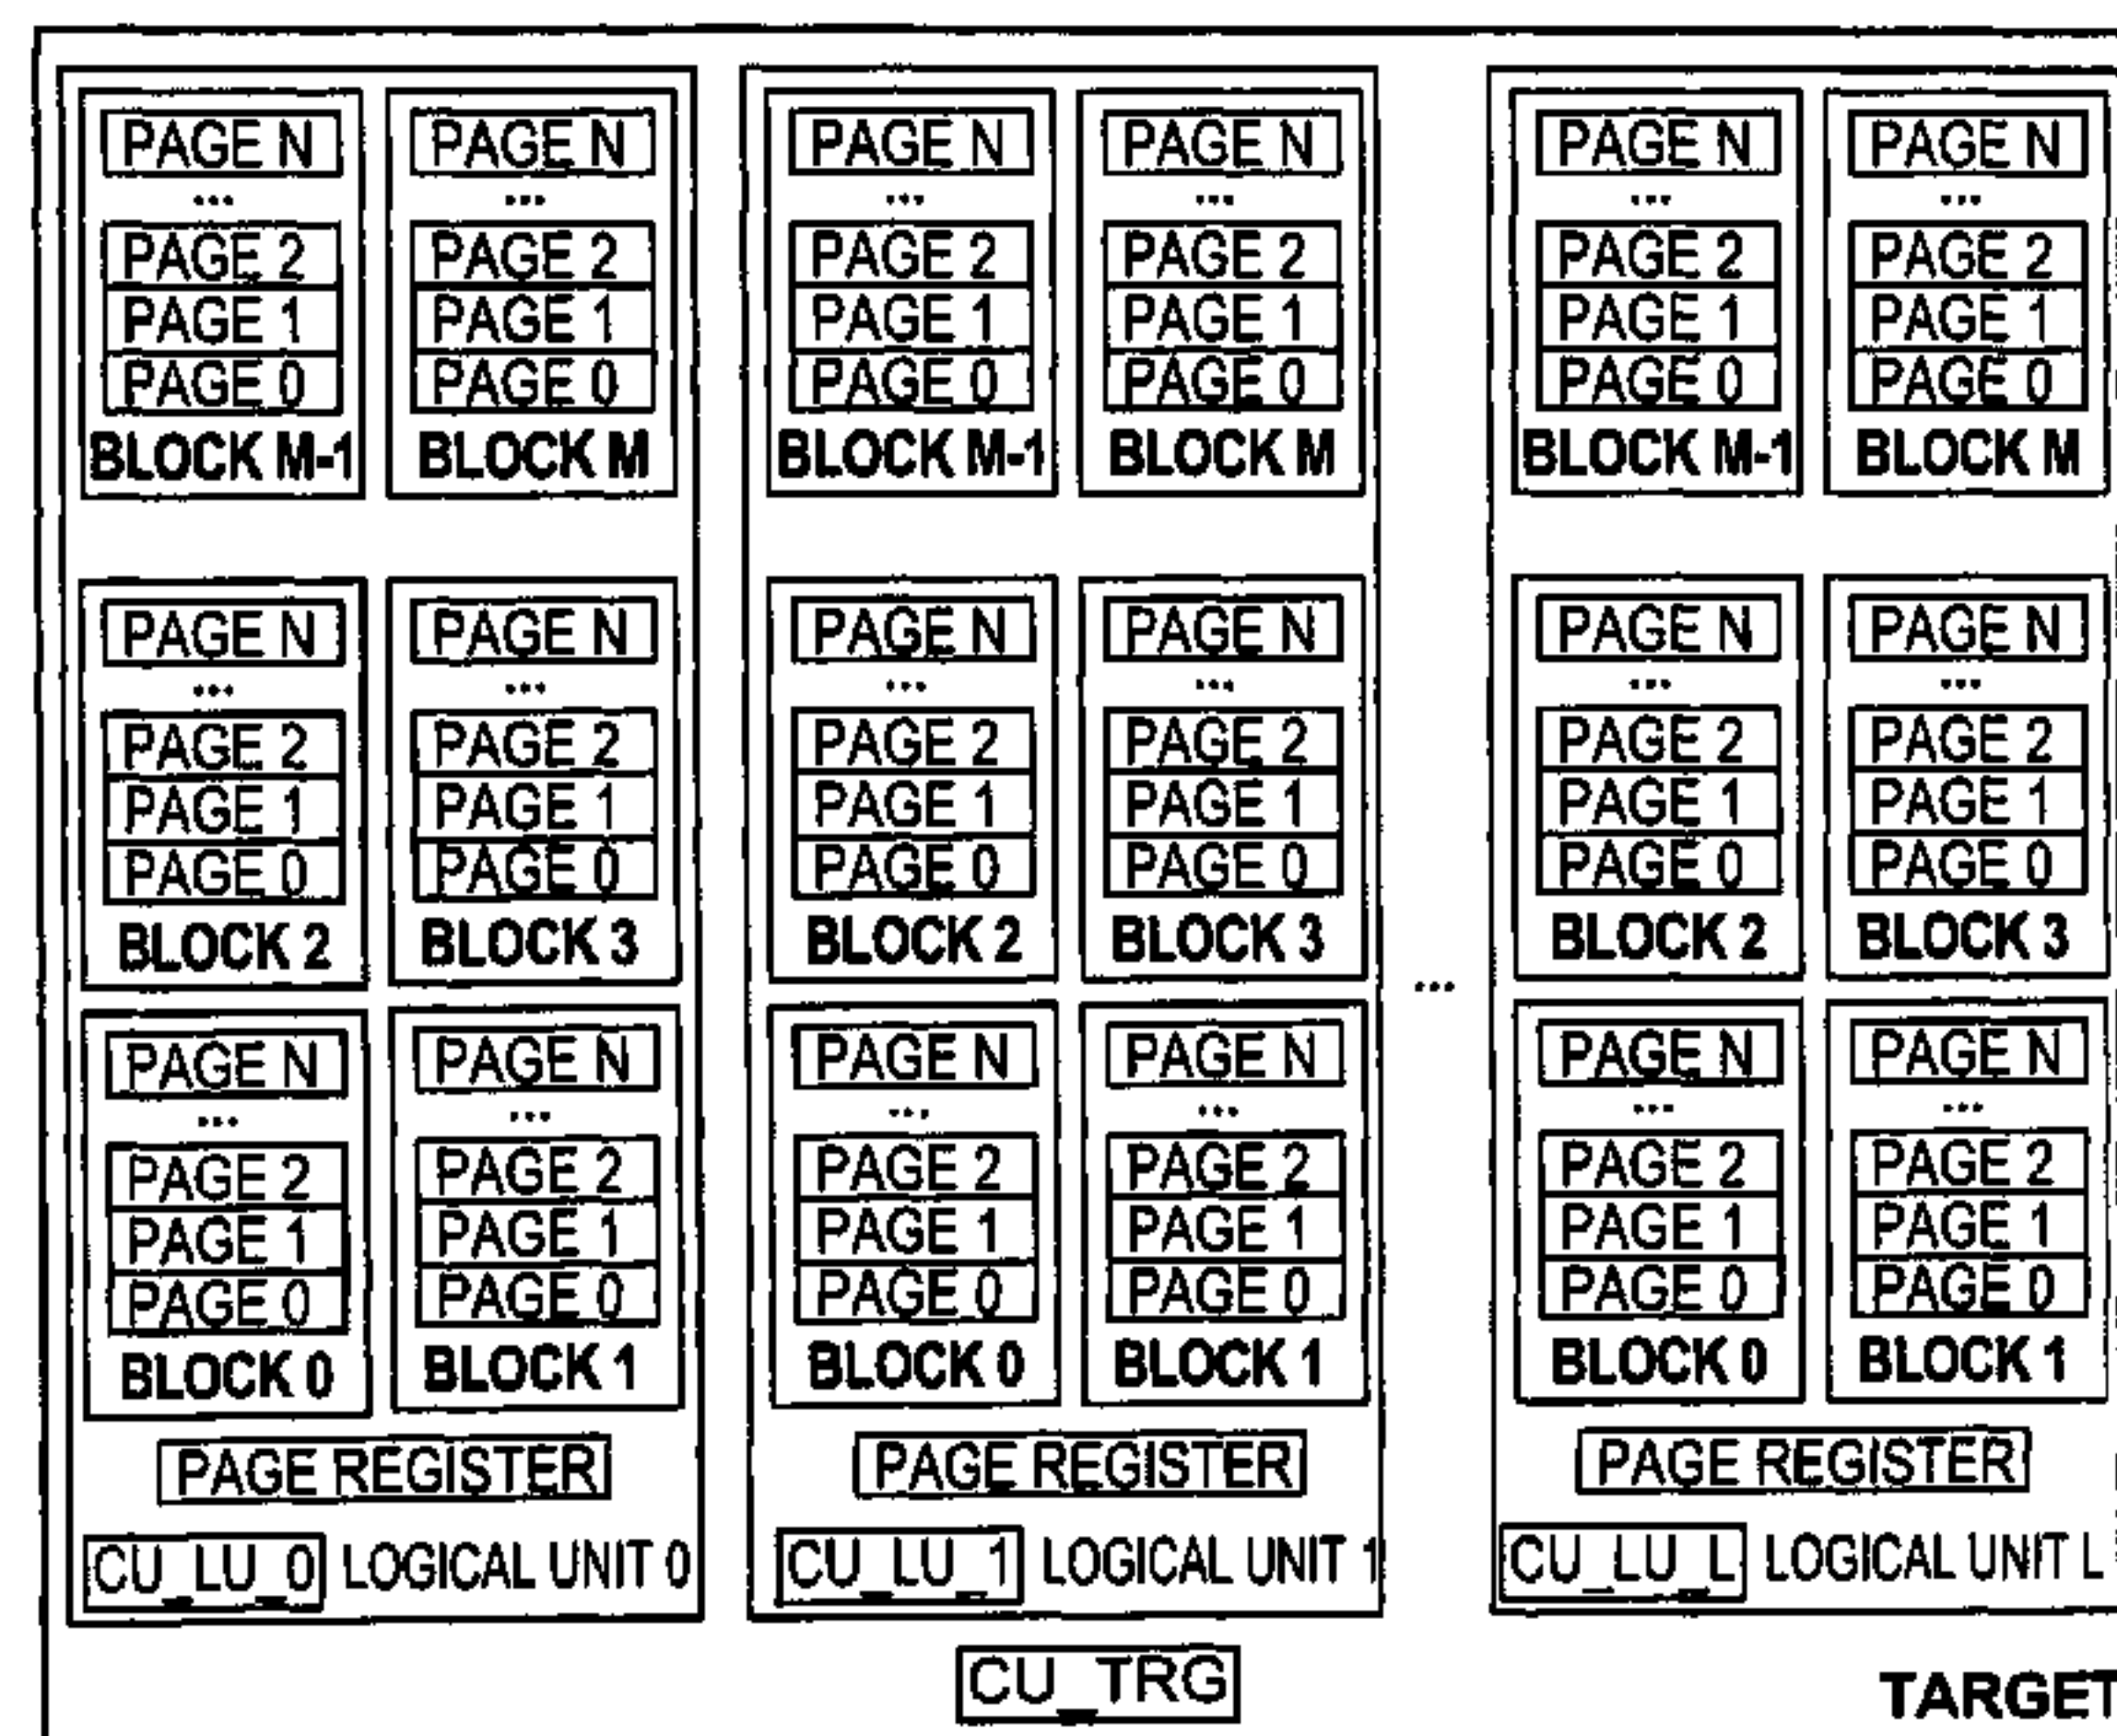 PAGE N PAGE N PAGE N PAGE N PAGE N PAGE N
... ... ... ... ... ...
PAGE 2 PAGE 2 PAGE 2 PAGE 2 PAGE 2 PAGE 2
PAGE 1 PAGE 1 PAGE 1 PAGE 1 PAGE 1 PAGE 1
PAGE 0 PAGE 0 PAGE 0 PAGE 0 PAGE 0 PAGE 0
BLOCK M-1 BLOCK M BLOCK M-1 BLOCK M BLOCK M-1 BLOCK M
PAGE N PAGE N PAGE N PAGE N PAGE N PAGE N
... ... ... ... ... ...
PAGE 2 PAGE 2 PAGE 2 PAGE 2 PAGE 2 PAGE 2
PAGE 1 PAGE 1 PAGE 1 PAGE 1 PAGE 1 PAGE 1
PAGE 0 PAGE 0 PAGE 0 PAGE 0 PAGE 0 PAGE 0
BLOCK 2 BLOCK 3 BLOCK 2 BLOCK 3 BLOCK 2 BLOCK 3
...
PAGE N PAGE N PAGE N PAGE N PAGE N PAGE N
... ... ... ... ... ...
PAGE 2 PAGE 2 PAGE 2 PAGE 2 PAGE 2 PAGE 2
PAGE 1 PAGE 1 PAGE 1 PAGE 1 PAGE 1 PAGE 1
PAGE 0 PAGE 0 PAGE 0 PAGE 0 PAGE 0 PAGE 0
BLOCK 0 BLOCK 1 BLOCK 0 BLOCK 1 BLOCK 0 BLOCK 1
PAGE REGISTER PAGE REGISTER PAGE REGISTER
CU_LU_0 LOGICAL UNIT 0 CU_LU_1 LOGICAL UNIT 1 CU_LU_L LOGICAL UNIT L
CU_TRG TARGET